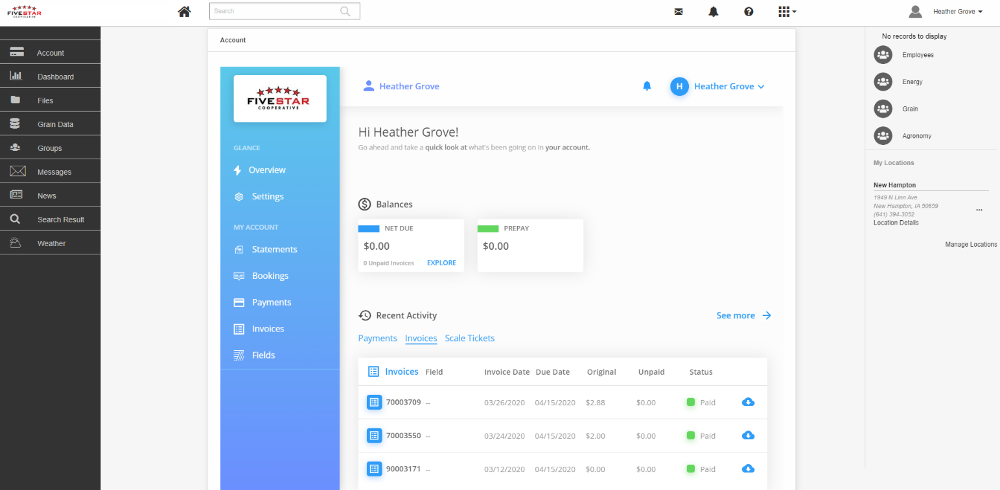 FIVESTAR
COOPERATIVE
Search
Heather Grove
Account
Dashboard
Files
Grain Data
Groups
Messages
News
Search Result
Weather
Account
FIVESTAR
COOPERATIVE
GLANCE
Overview
Settings
MY ACCOUNT
Statements
Bookings
Payments
Invoices
Fields
Heather Grove
H Heather Grove
Hi Heather Grove!
Go ahead and take a quick look at what's been going on in your account.
Balances
NET DUE
$0.00
0 Unpaid Invoices EXPLORE
PREPAY
$0.00
Recent Activity See more
Payments Invoices Scale Tickets
Invoices Field Invoice Date Due Date Original Unpaid Status
70003709 -- 03/26/2020 04/15/2020 $2.88 $0.00 Paid
70003550 -- 03/24/2020 04/15/2020 $2.00 $0.00 Paid
90003171 -- 03/12/2020 04/15/2020 $0.00 $0.00 Paid
No records to display
Employees
Energy
Grain
Agronomy
My Locations
New Hampton
1949 N Linn Ave.
New Hampton, IA 50659
(641) 394-3052
...
Location Details
Manage Locations